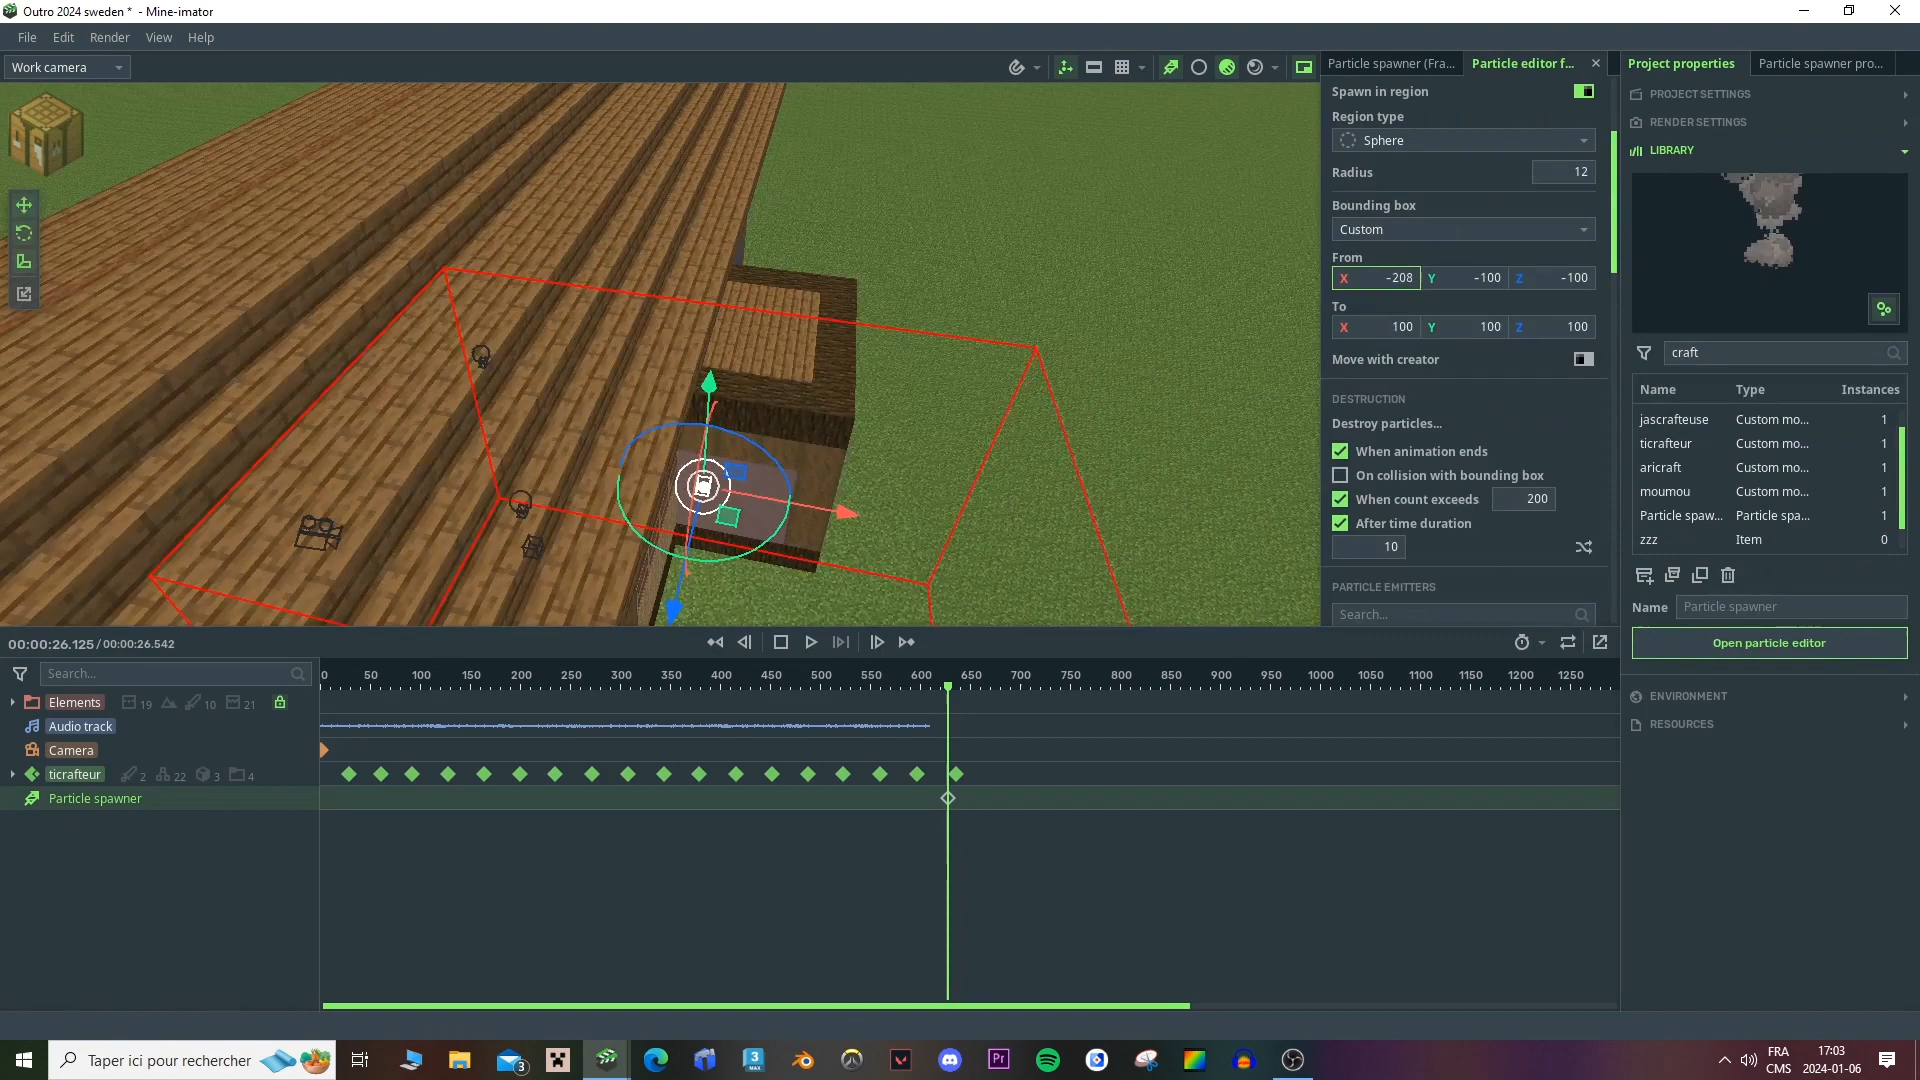 Outro 2024 sweden * - Mine-imator
File Edit Render View Help
Work camera
Particle spawner (Fra...
Particle editor f...
Project properties
Particle spawner pro...
Spawn in region
Region type
Sphere
Radius 12
Bounding box
Custom
From
X -208 Y -100 Z -100
To
X 100 Y 100 Z 100
Move with creator
DESTRUCTION
Destroy particles...
When animation ends
On collision with bounding box
When count exceeds 200
After time duration
10
PARTICLE EMITTERS
Search...
PROJECT SETTINGS
RENDER SETTINGS
LIBRARY
craft
Name Type Instances
jascrafteuse Custom mo... 1
ticrafteur Custom mo... 1
aricraft Custom mo... 1
moumou Custom mo... 1
Particle spaw... Particle spa... 1
zzz Item 0
Name Particle spawner
Open particle editor
ENVIRONMENT
RESOURCES
00:00:26.125 / 00:00:26.542
Search...
0 50 100 150 200 250 300 350 400 450 500 550 600 650 700 750 800 850 900 950 1000 1050 1100 1150 1200 1250
Elements 19 10 21
Audio track
Camera
ticrafteur 2 22 3 4
Particle spawner
Taper ici pour rechercher
3
3
MAX
Pr
FRA
CMS
17:03
2024-01-06